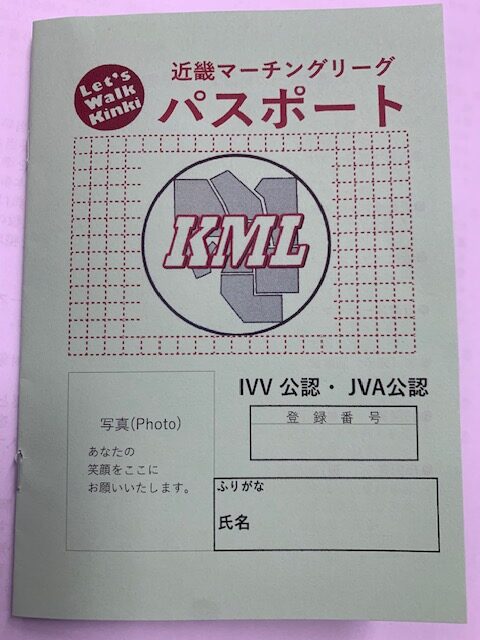 Let's
Walk
Kinki
近畿マーチングリーグ
パスポート
KML
IVV 公認・JVA公認
登 録 番 号
写真(Photo)
あなたの
笑顔をここに
お願いいたします。
ふりがな
氏名